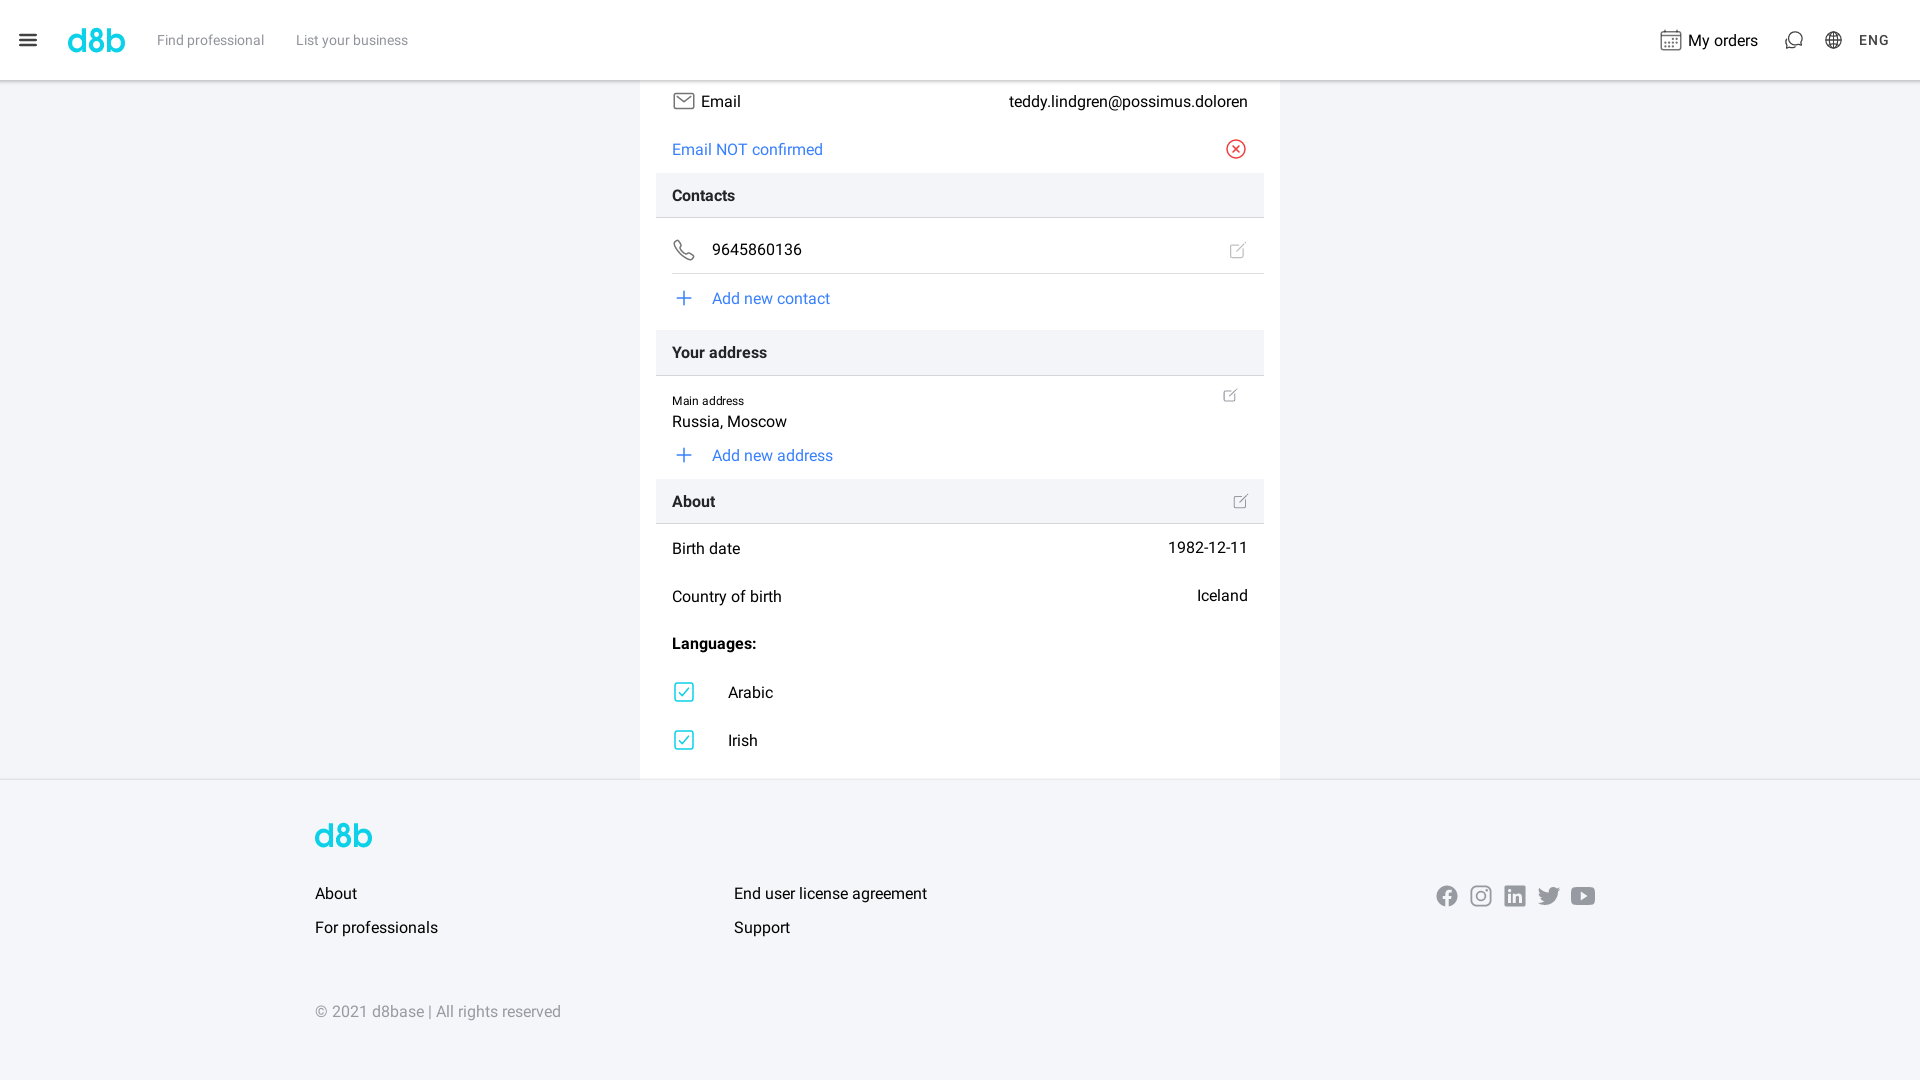 d8b
Find professional
List your business
My orders
ENG
Email
teddy.lindgren@possimus.doloren
Email NOT confirmed
Contacts
9645860136
Add new contact
Your address
Main address
Russia, Moscow
Add new address
About
Birth date
1982-12-11
Country of birth
Iceland
Languages:
Arabic
Irish
d8b
About
For professionals
End user license agreement
Support
© 2021 d8base | All rights reserved